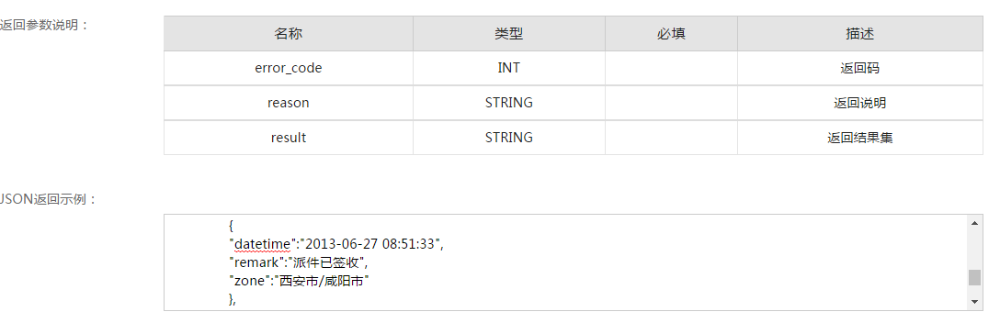 返回参数说明：
名称 类型 必填 描述
error_code INT 返回码
reason STRING 返回说明
result STRING 返回结果集
JSON返回示例：
{
"datetime":"2013-06-27 08:51:33",
"remark":"派件已签收",
"zone":"西安市/咸阳市"
},